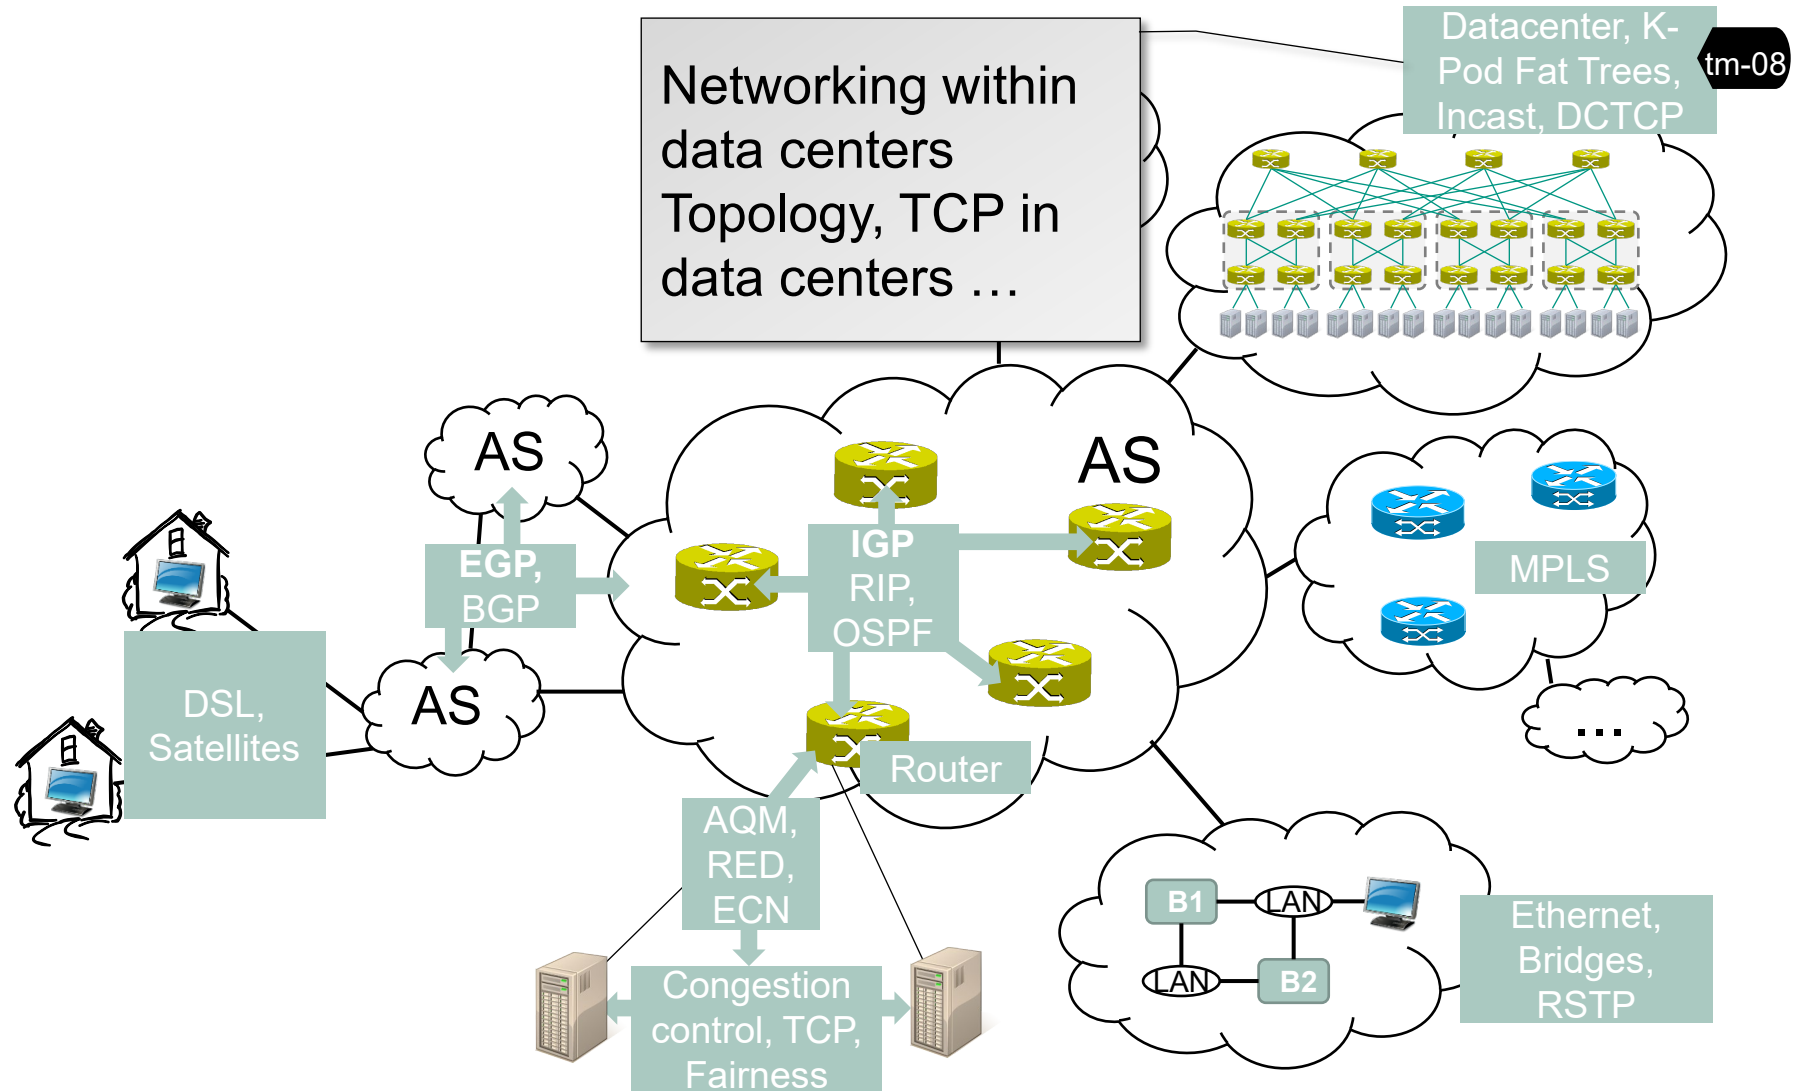 Networking within
data centers
Topology, TCP in
data centers …
Datacenter, K-
Pod Fat Trees,
Incast, DCTCP
tm-08
AS
AS
EGP,
BGP
IGP
RIP,
OSPF
MPLS
DSL,
Satellites
AS
Router
...
AQM,
RED,
ECN
B1
LAN
LAN
B2
Ethernet,
Bridges,
RSTP
Congestion
control, TCP,
Fairness